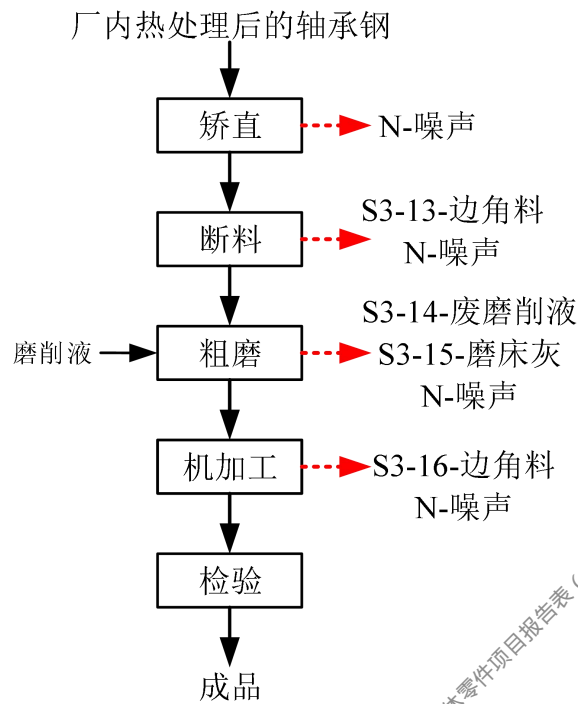 厂内热处理后的轴承钢
矫直
N-噪声
断料
S3-13-边角料
N-噪声
磨削液
粗磨
S3-14-废磨削液
S3-15-磨床灰
N-噪声
机加工
S3-16-边角料
N-噪声
检验
成品
零件项目报告表（